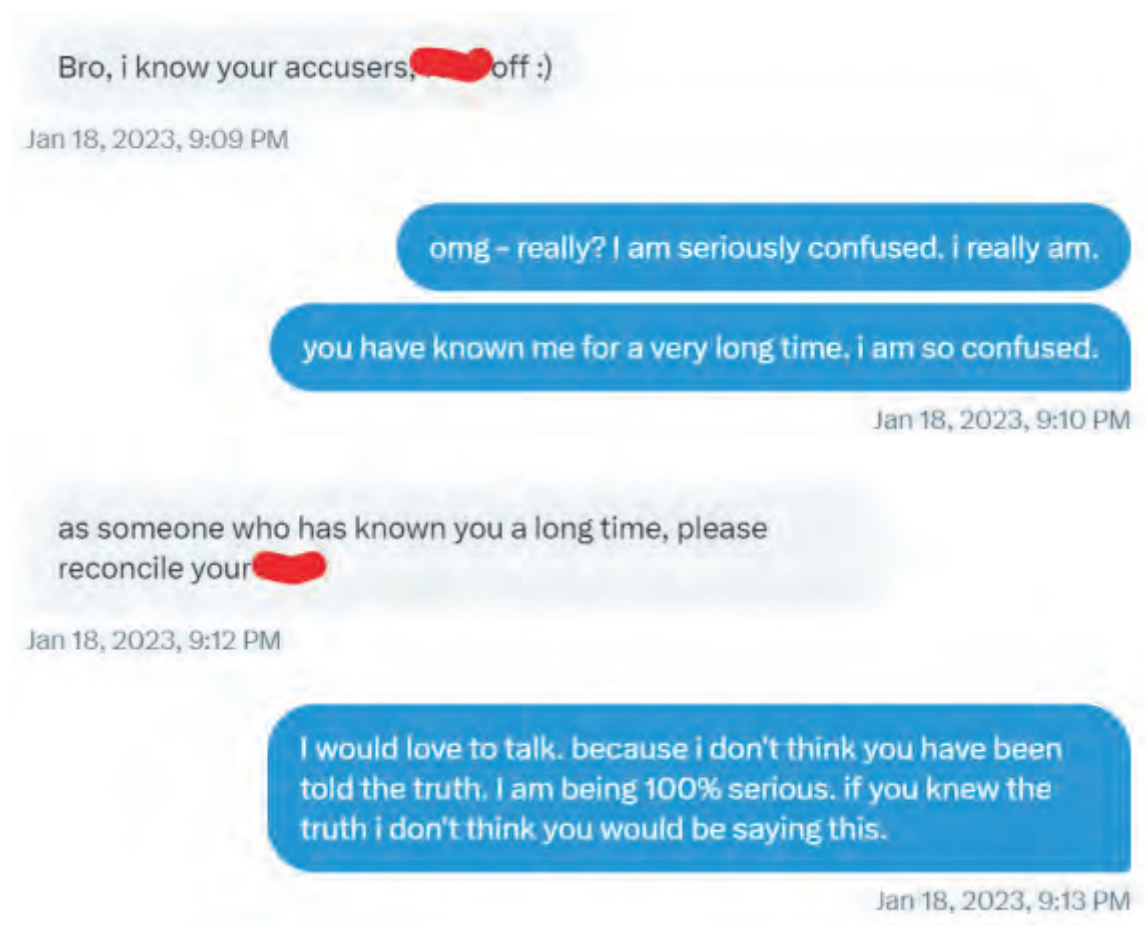 Bro, i know your accusers, off :)
Jan 18, 2023, 9:09 PM
omg - really? I am seriously confused. i really am.
you have known me for a very long time. i am so confused.
Jan 18, 2023, 9:10 PM
as someone who has known you a long time, please
reconcile your
Jan 18, 2023, 9:12 PM
I would love to talk. because i don't think you have been
told the truth. I am being 100% serious. if you knew the
truth i don't think you would be saying this.
Jan 18, 2023, 9:13 PM